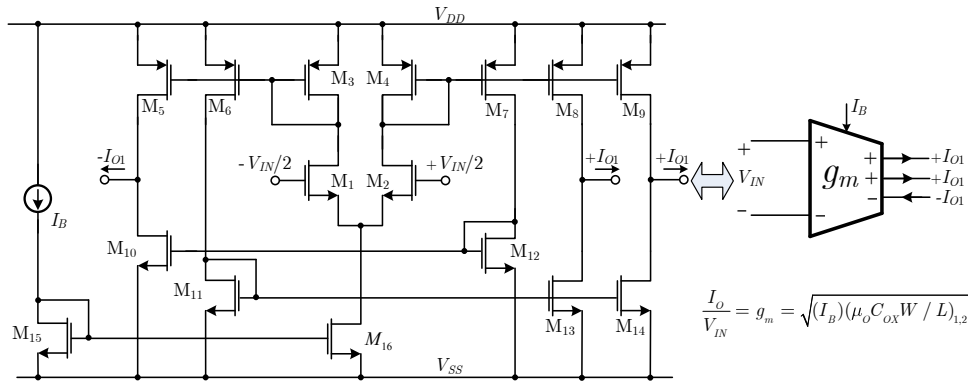 V_DD
M_5
M_6
M_3
M_4
M_7
M_8
M_9
-I_O1
- V_IN/2
+V_IN/2
+I_O1
+I_O1
M_1
M_2
I_B
M_10
M_12
M_11
M_13
M_14
M_15
M_16
V_SS
I_B
+
V_IN
−
+
−
g_m
+
+
−
+I_O1
+I_O1
-I_O1
I_O / V_IN = g_m = √(I_B)(μ_O C_OX W / L)_1,2